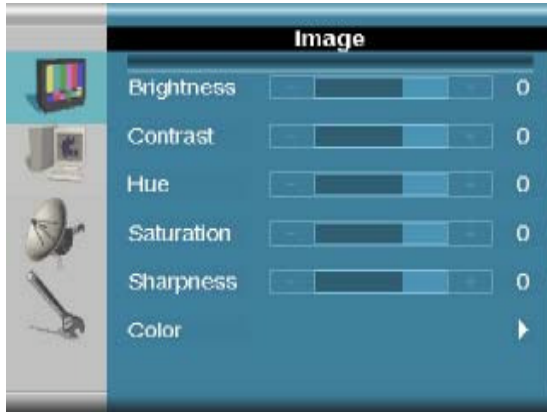 Image
Brightness - + 0
Contrast - + 0
Hue - + 0
Saturation - + 0
Sharpness - + 0
Color